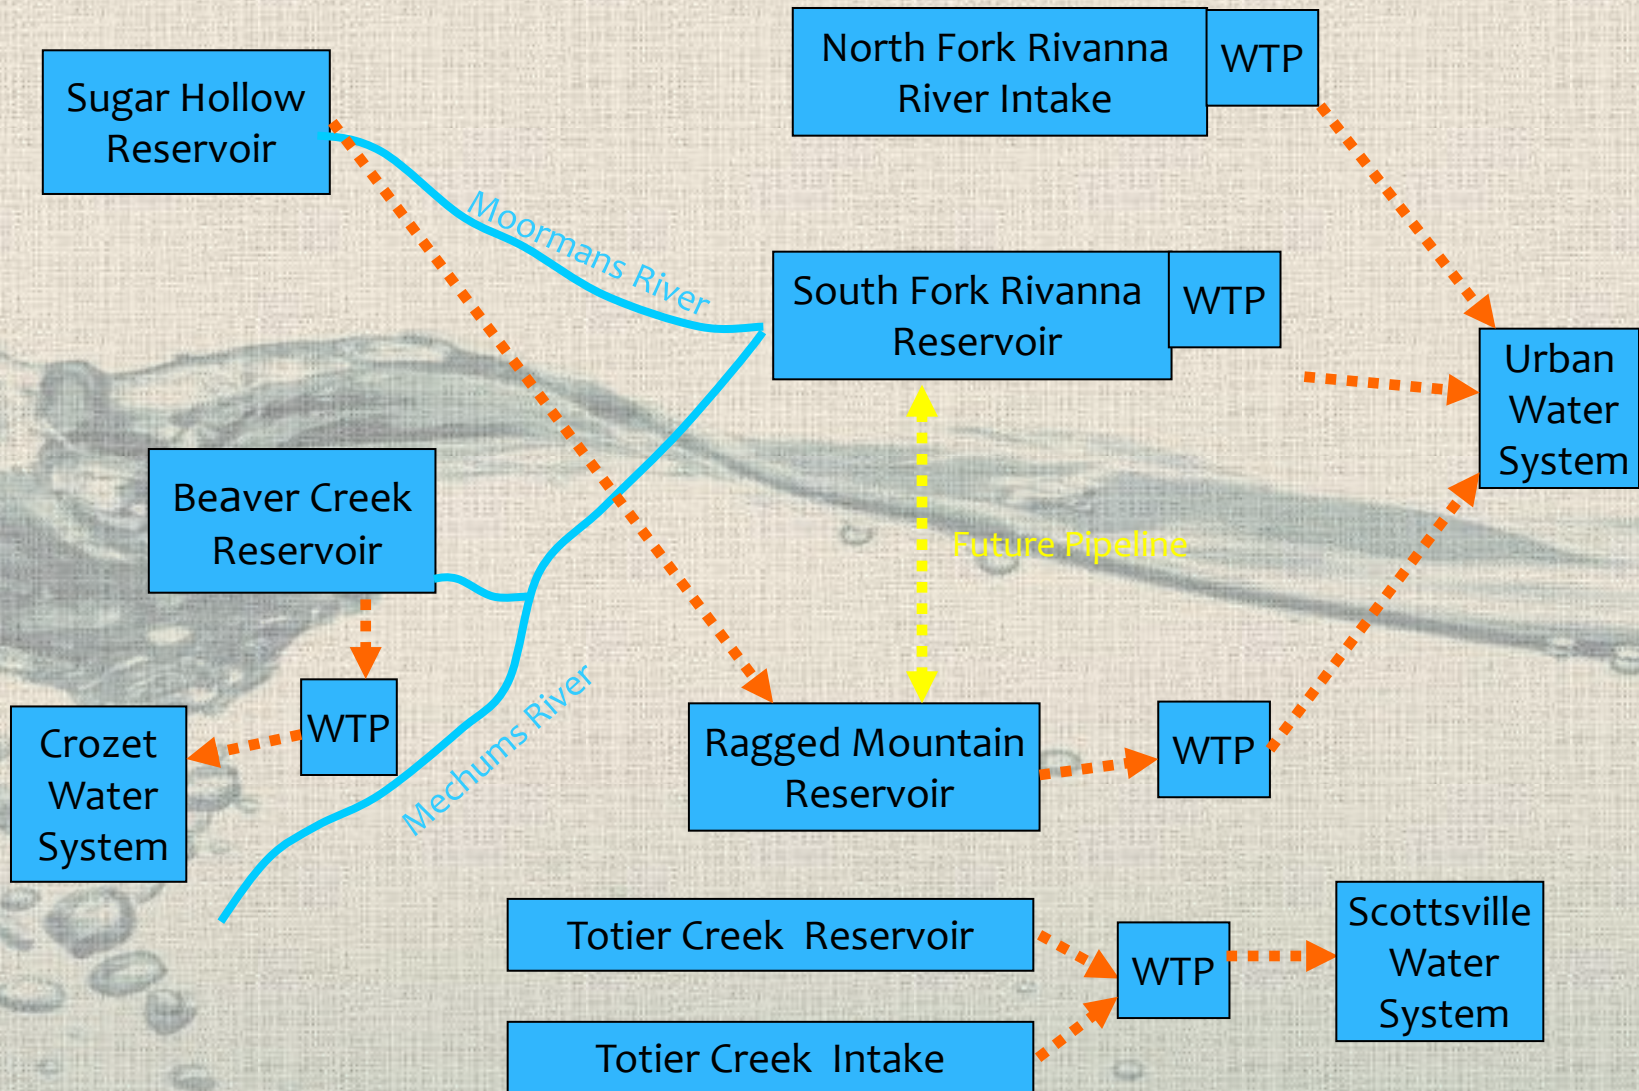 North Fork Rivanna
River Intake
WTP
Sugar Hollow
Reservoir
Moormans River
South Fork Rivanna
Reservoir
WTP
Urban
Water
System
Beaver Creek
Reservoir
Future Pipeline
WTP
Mechums River
Crozet
Water
System
Ragged Mountain
Reservoir
WTP
Totier Creek Reservoir
WTP
Scottsville
Water
System
Totier Creek Intake